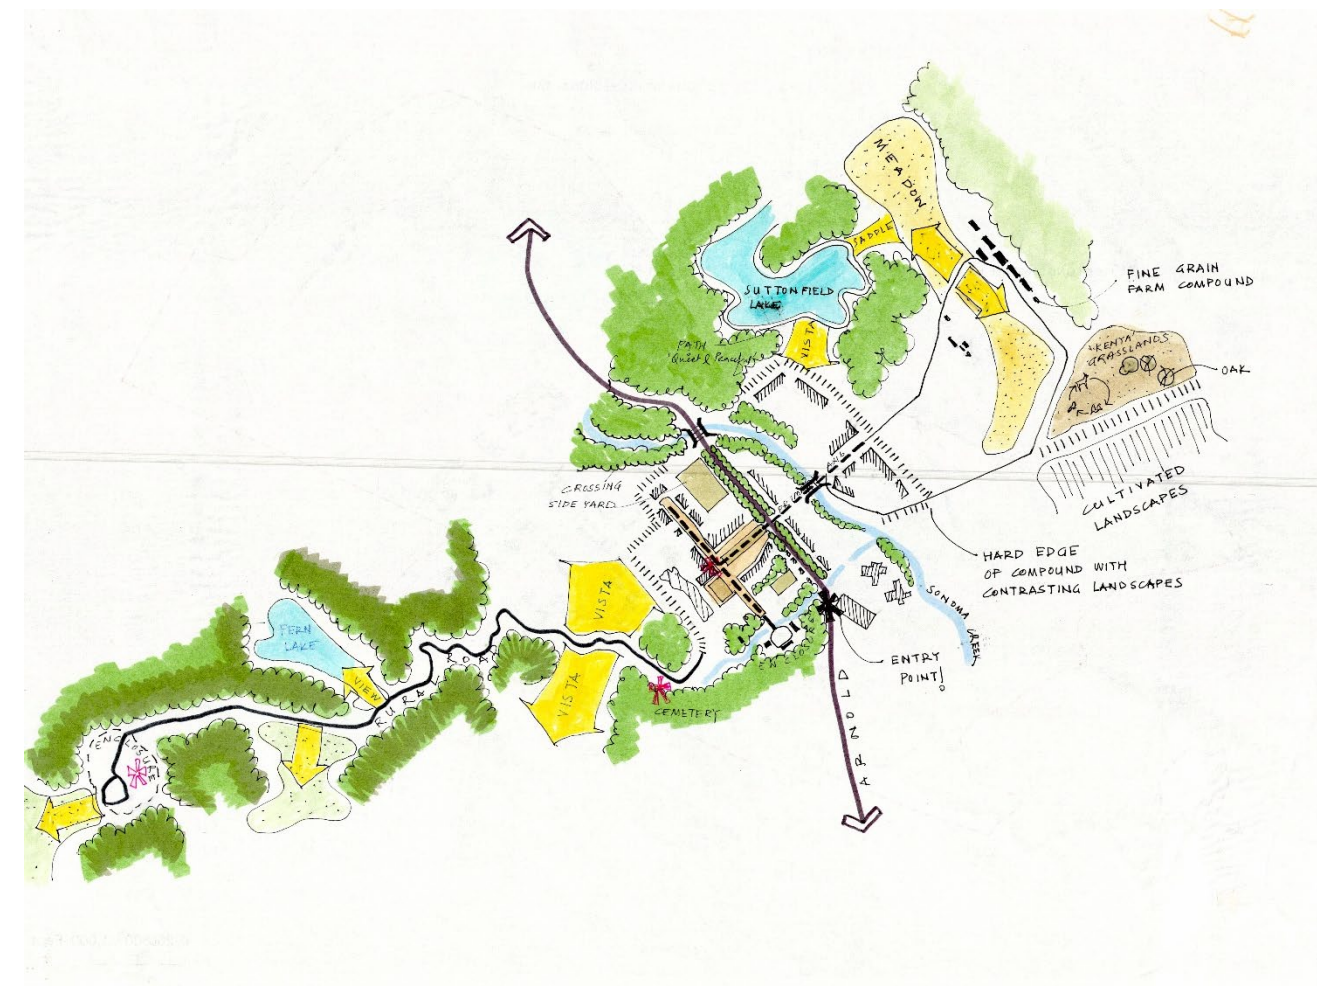 MEADOW
SADDLE
SUTTONFIELD
LAKE
VISTA
PATH
Quiet & Peaceful
FINE GRAIN
FARM COMPOUND
"KENYA"
GRASSLANDS
OAK
CULTIVATED
LANDSCAPES
CROSSING
SIDE YARD
HARD EDGE
OF COMPOUND WITH
CONTRASTING LANDSCAPES
SONOMA CREEK
ENTRY
POINT!
ARNOLD
ENCLOSURE
CEMETERY
VISTA
VISTA
FERN
LAKE
VIEW
RURAL ROAD
ENCLOSURE